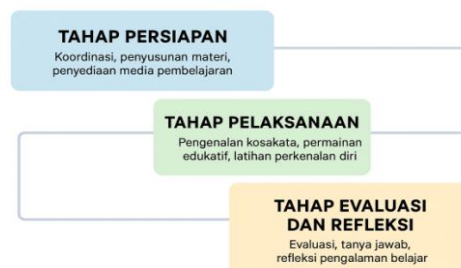 TAHAP PERSIAPAN
Koordinasi, penyusunan materi,
penyediaan media pembelajaran
TAHAP PELAKSANAAN
Pengenalan kosakata, permainan
edukatif, latihan perkenalan diri
TAHAP EVALUASI
DAN REFLEKSI
Evaluasi, tanya jawab,
refleksi pengalaman belajar